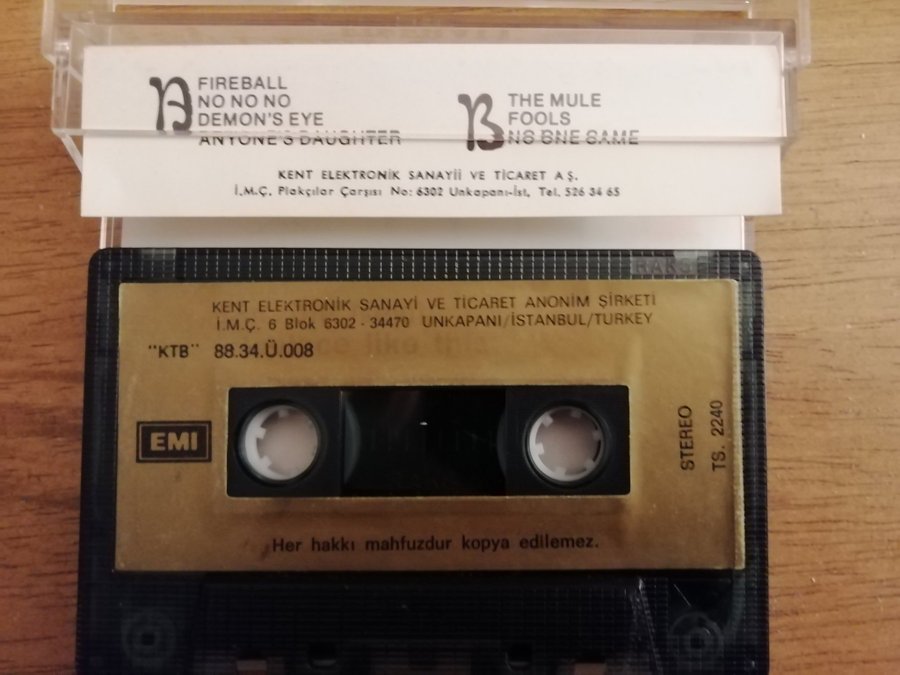 A
FIREBALL
NO NO NO
DEMON'S EYE
ANYONE'S DAUGHTER
B
THE MULE
FOOLS
NO ONE CAME
KENT ELEKTRONİK SANAYİİ VE TİCARET A Ş.
İ.M.Ç. Plakçılar Çarşısı No: 6302 Unkapanı-İst. Tel. 526 34 65
KENT ELEKTRONİK SANAYİ VE TİCARET ANONİM ŞİRKETİ
İ.M.Ç. 6 Blok 6302 - 34470 UNKAPANI/İSTANBUL/TURKEY
"KTB" 88.34.Ü.008
EMI
STEREO
TS. 2240
Her hakkı mahfuzdur kopya edilemez.